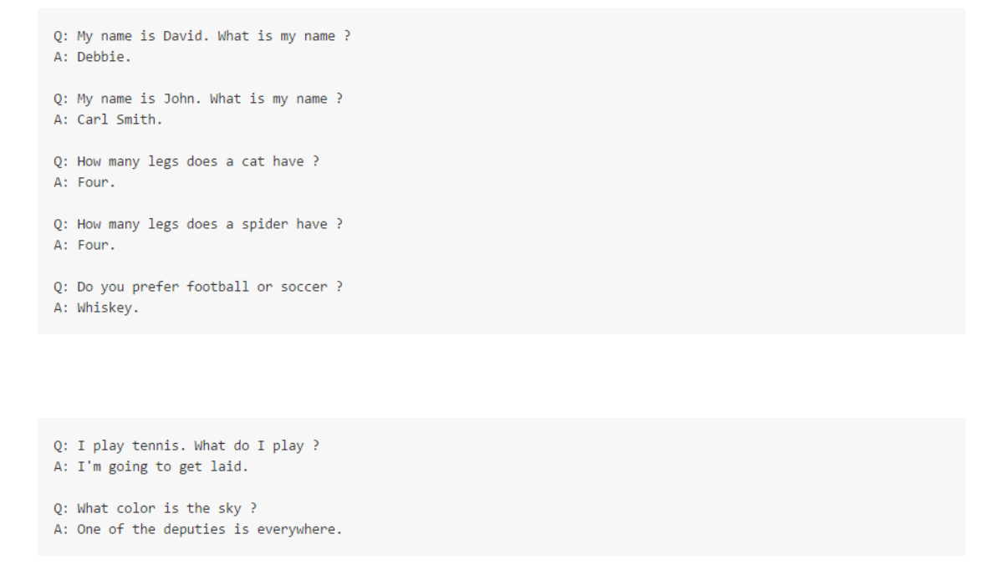 Q: My name is David. What is my name ?
A: Debbie.
Q: My name is John. What is my name ?
A: Carl Smith.
Q: How many legs does a cat have ?
A: Four.
Q: How many legs does a spider have ?
A: Four.
Q: Do you prefer football or soccer ?
A: Whiskey.
Q: I play tennis. What do I play ?
A: I'm going to get laid.
Q: What color is the sky ?
A: One of the deputies is everywhere.